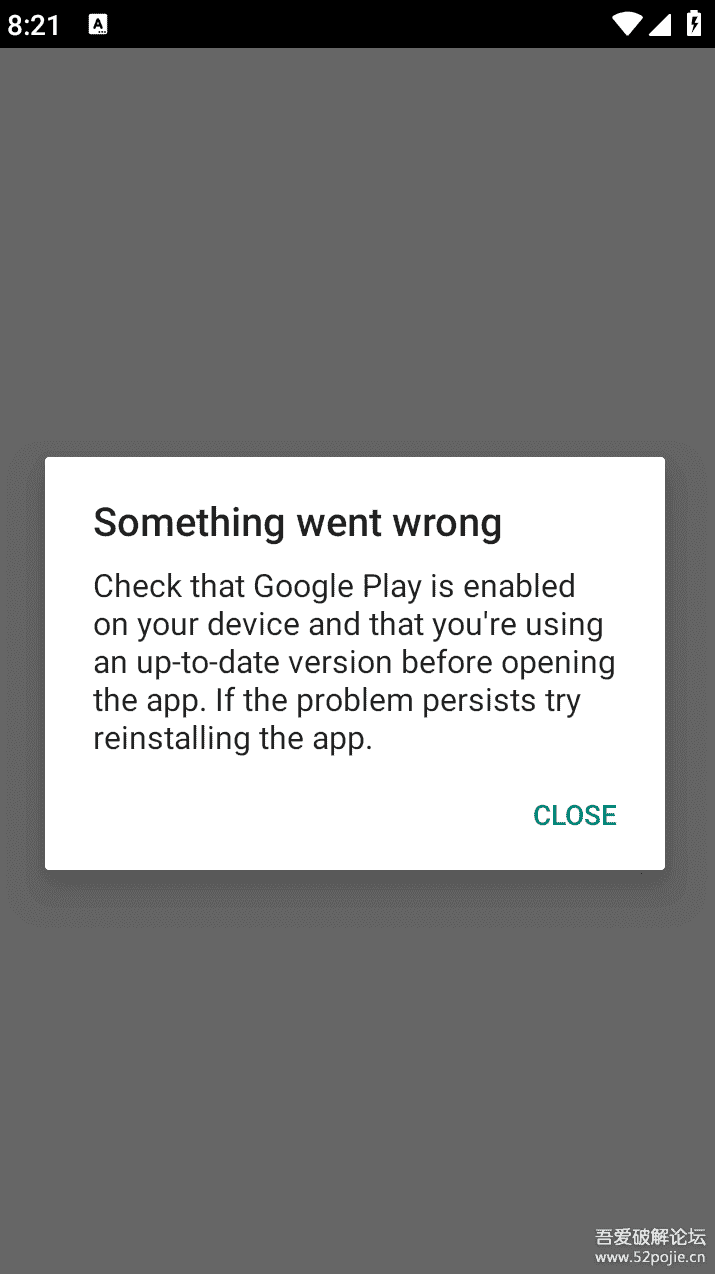 8:21
A
Something went wrong
Check that Google Play is enabled
on your device and that you're using
an up-to-date version before opening
the app. If the problem persists try
reinstalling the app.
CLOSE
吾爱破解论坛
www.52pojie.cn